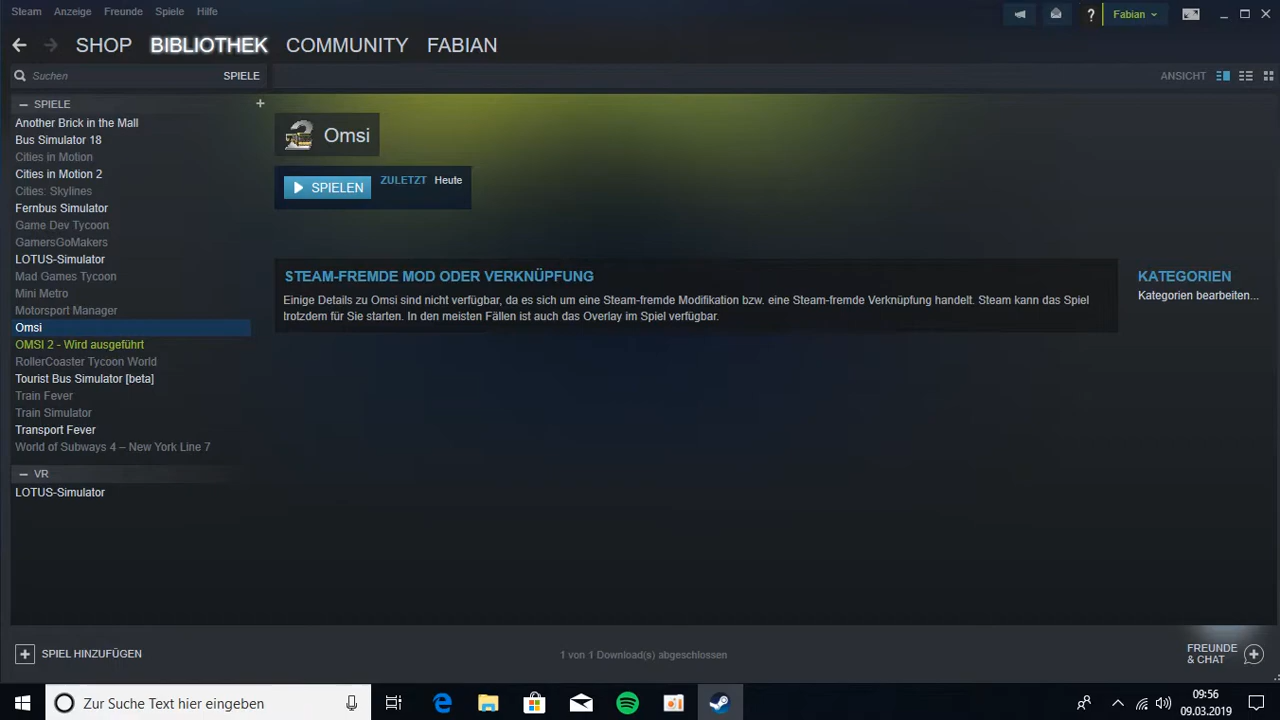 Steam Anzeige Freunde Spiele Hilfe
Fabian
SHOP BIBLIOTHEK COMMUNITY FABIAN
Suchen SPIELE
ANSICHT
SPIELE +
Another Brick in the Mall
Bus Simulator 18
Cities in Motion
Cities in Motion 2
Cities: Skylines
Fernbus Simulator
Game Dev Tycoon
GamersGoMakers
LOTUS-Simulator
Mad Games Tycoon
Mini Metro
Motorsport Manager
Omsi
OMSI 2 - Wird ausgeführt
RollerCoaster Tycoon World
Tourist Bus Simulator [beta]
Train Fever
Train Simulator
Transport Fever
World of Subways 4 – New York Line 7
VR
LOTUS-Simulator
Omsi
SPIELEN ZULETZT Heute
STEAM-FREMDE MOD ODER VERKNÜPFUNG
Einige Details zu Omsi sind nicht verfügbar, da es sich um eine Steam-fremde Modifikation bzw. eine Steam-fremde Verknüpfung handelt. Steam kann das Spiel
trotzdem für Sie starten. In den meisten Fällen ist auch das Overlay im Spiel verfügbar.
KATEGORIEN
Kategorien bearbeiten...
SPIEL HINZUFÜGEN
1 von 1 Download(s) abgeschlossen
FREUNDE
& CHAT
Zur Suche Text hier eingeben
09:56
09.03.2019